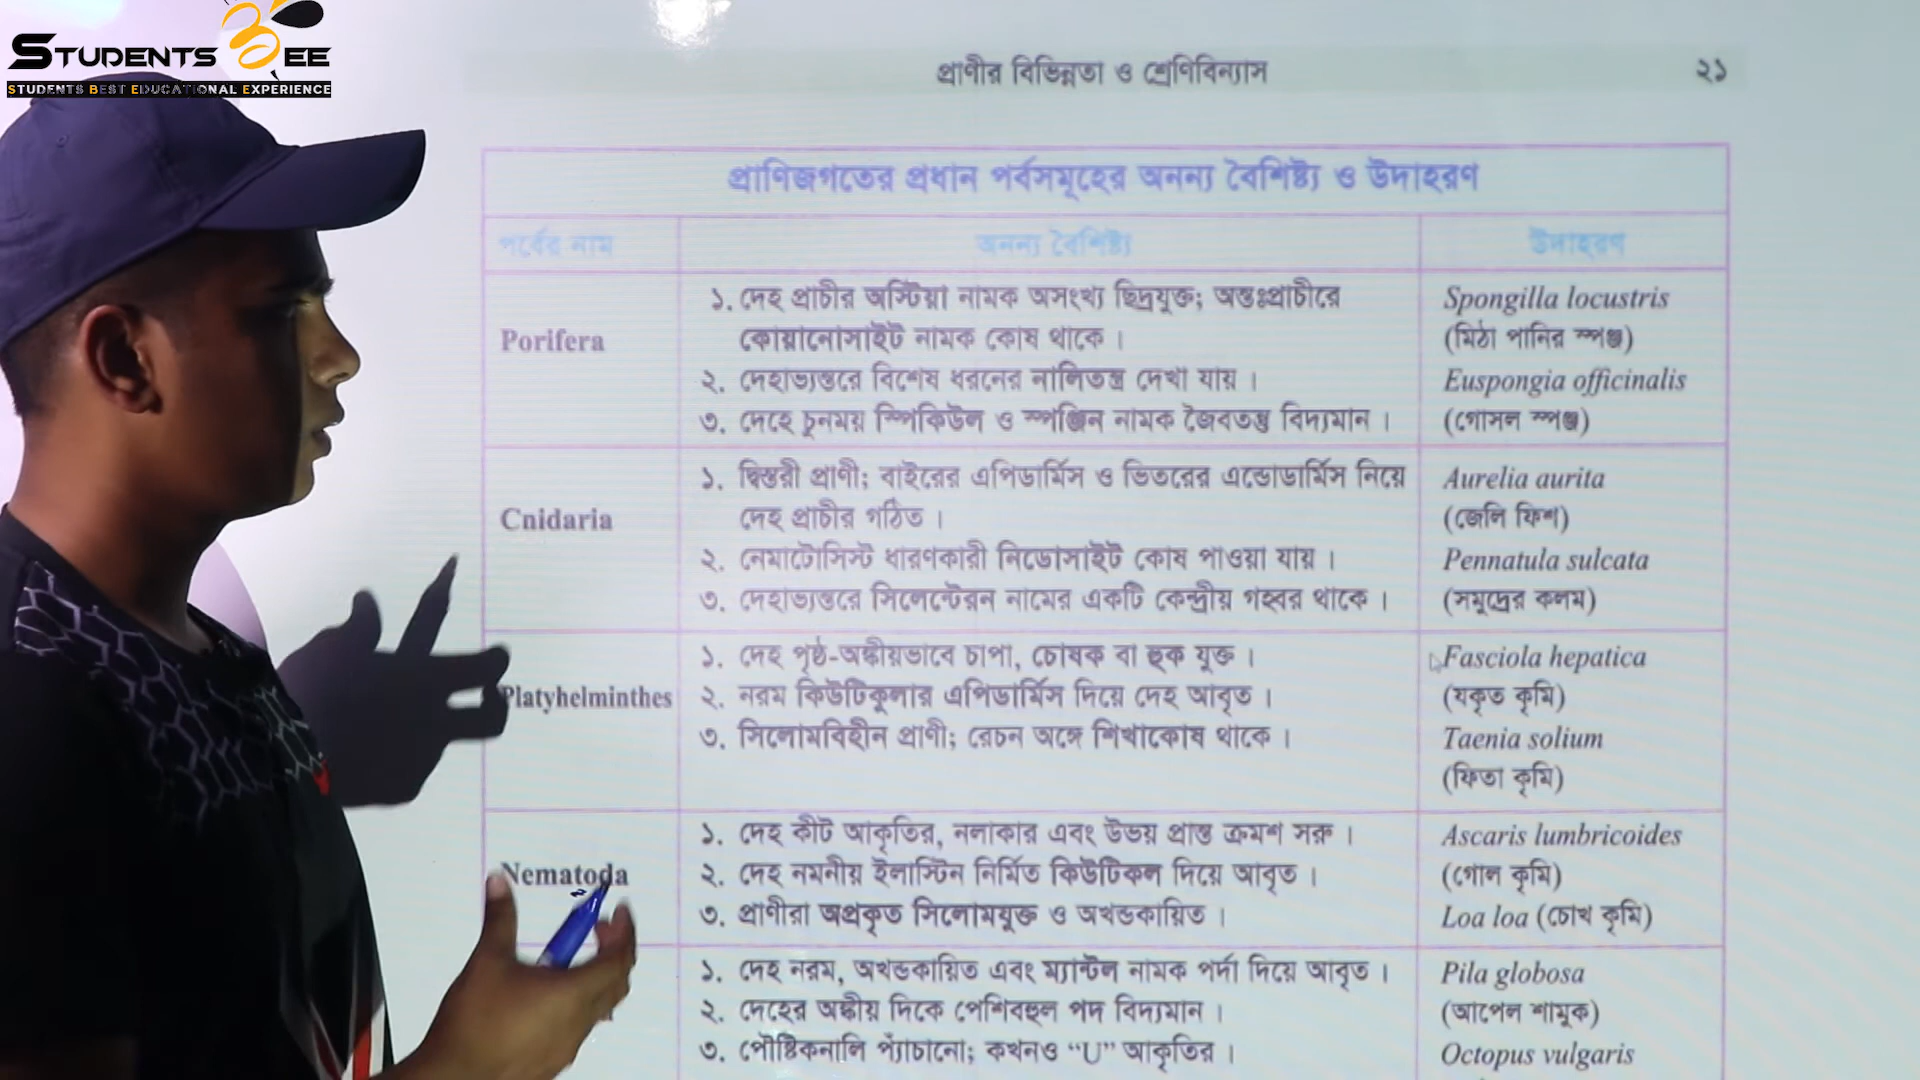 STUDENTS BEE
STUDENTS BEST EDUCATIONAL EXPERIENCE
প্রাণীর বিভিন্নতা ও শ্রেণিবিন্যাস ২১
প্রাণিজগতের প্রধান পর্বসমূহের অনন্য বৈশিষ্ট্য ও উদাহরণ
পর্বের নাম অনন্য বৈশিষ্ট্য উদাহরণ
Porifera
১. দেহ প্রাচীর অস্টিয়া নামক অসংখ্য ছিদ্রযুক্ত; অন্তঃপ্রাচীরে
কোয়ানোসাইট নামক কোষ থাকে ।
২. দেহাভ্যন্তরে বিশেষ ধরনের নালিতন্ত্র দেখা যায় ।
৩. দেহে চুনময় স্পিকিউল ও স্পঞ্জিন নামক জৈবতন্তু বিদ্যমান ।
Spongilla locustris
(মিঠা পানির স্পঞ্জ)
Euspongia officinalis
(গোসল স্পঞ্জ)
Cnidaria
১. দ্বিস্তরী প্রাণী; বাইরের এপিডার্মিস ও ভিতরের এন্ডোডার্মিস নিয়ে
দেহ প্রাচীর গঠিত ।
২. নেমাটোসিস্ট ধারণকারী নিডোসাইট কোষ পাওয়া যায় ।
৩. দেহাভ্যন্তরে সিলেন্টেরন নামের একটি কেন্দ্রীয় গহ্বর থাকে ।
Aurelia aurita
(জেলি ফিশ)
Pennatula sulcata
(সমুদ্রের কলম)
Platyhelminthes
১. দেহ পৃষ্ঠ-অঙ্কীয়ভাবে চাপা, চোষক বা হুক যুক্ত ।
২. নরম কিউটিকুলার এপিডার্মিস দিয়ে দেহ আবৃত ।
৩. সিলোমবিহীন প্রাণী; রেচন অঙ্গে শিখাকোষ থাকে ।
Fasciola hepatica
(যকৃত কৃমি)
Taenia solium
(ফিতা কৃমি)
Nematoda
১. দেহ কীট আকৃতির, নলাকার এবং উভয় প্রান্ত ক্রমশ সরু ।
২. দেহ নমনীয় ইলাস্টিন নির্মিত কিউটিকল দিয়ে আবৃত ।
৩. প্রাণীরা অপ্রকৃত সিলোমযুক্ত ও অখন্ডকায়িত ।
Ascaris lumbricoides
(গোল কৃমি)
Loa loa (চোখ কৃমি)
১. দেহ নরম, অখন্ডকায়িত এবং ম্যান্টল নামক পর্দা দিয়ে আবৃত ।
২. দেহের অঙ্কীয় দিকে পেশিবহুল পদ বিদ্যমান ।
৩. পৌষ্টিকনালি প্যাঁচানো; কখনও “U” আকৃতির ।
Pila globosa
(আপেল শামুক)
Octopus vulgaris